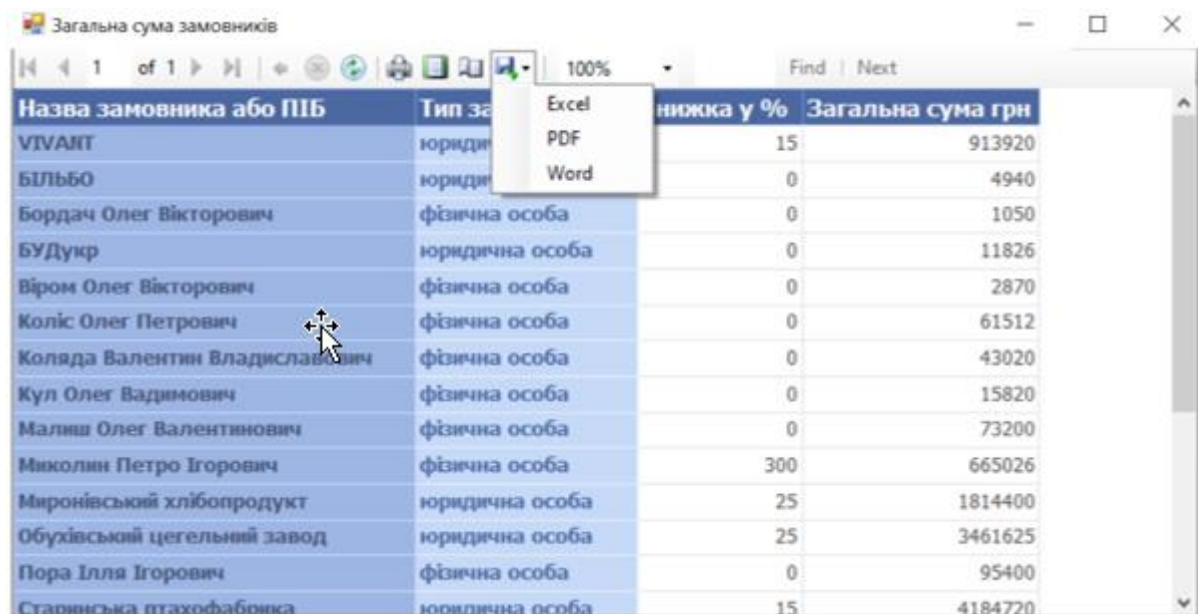 Загальна сума замовників
1 of 1 100% Find Next
Excel
PDF
Word
Назва замовника або ПІБ Тип за нижка у % Загальна сума грн
VIVANT юриди 15 913920
БІЛЬБО юриди 0 4940
Бордач Олег Вікторович фізична особа 0 1050
БУДукр юридична особа 0 11826
Віром Олег Вікторович фізична особа 0 2870
Коліс Олег Петрович фізична особа 0 61512
Коляда Валентин Владиславович фізична особа 0 43020
Кул Олег Вадимович фізична особа 0 15820
Малиш Олег Валентинович фізична особа 0 73200
Миколин Петро Ігорович фізична особа 300 665026
Миронівський хлібопродукт юридична особа 25 1814400
Обухівський цегельний завод юридична особа 25 3461625
Пора Ілля Ігорович фізична особа 0 95400
Старинська птахофабрика юридична особа 15 4184720